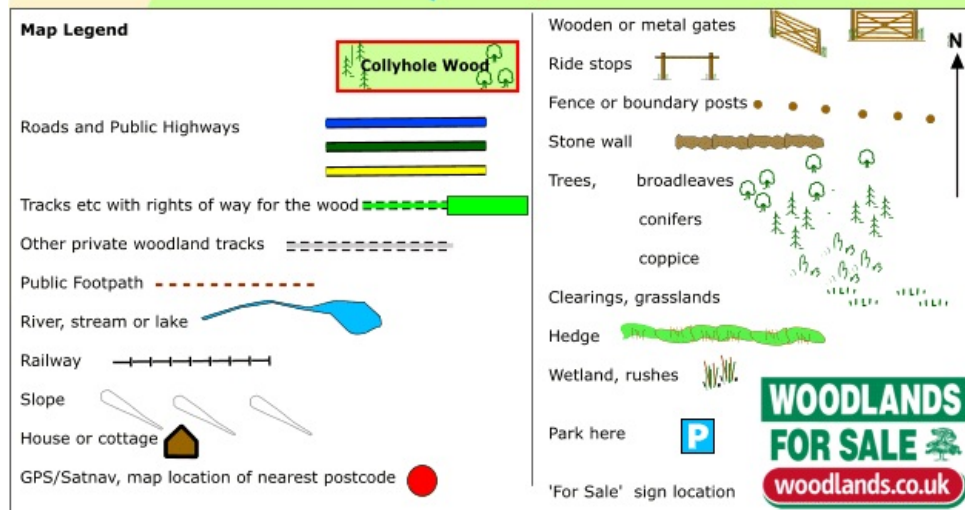 Map Legend
Collyhole Wood
Roads and Public Highways
Tracks etc with rights of way for the wood
Other private woodland tracks
Public Footpath
River, stream or lake
Railway
Slope
House or cottage
GPS/Satnav, map location of nearest postcode
Wooden or metal gates
N
Ride stops
Fence or boundary posts
Stone wall
Trees, broadleaves
conifers
coppice
Clearings, grasslands
Hedge
Wetland, rushes
Park here
P
'For Sale' sign location
WOODLANDS
FOR SALE
woodlands.co.uk